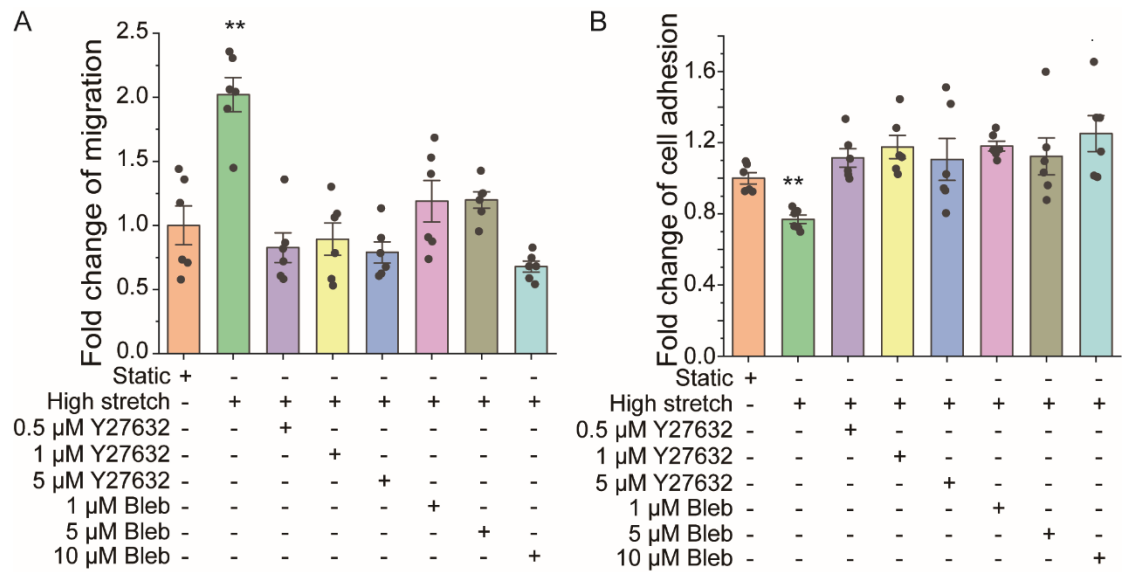 A
Fold change of migration
2.5
2.0
1.5
1.0
0.5
0.0
**
Static + - - - - - - -
High stretch - + + + + + + +
0.5 µM Y27632 - - + - - - - -
1 µM Y27632 - - - + - - - -
5 µM Y27632 - - - - + - - -
1 µM Bleb - - - - - + - -
5 µM Bleb - - - - - - + -
10 µM Bleb - - - - - - - +
B
Fold change of cell adhesion
1.6
1.2
0.8
0.4
0.0
**
Static + - - - - - - -
High stretch - + + + + + + +
0.5 µM Y27632 - - + - - - - -
1 µM Y27632 - - - + - - - -
5 µM Y27632 - - - - + - - -
1 µM Bleb - - - - - + - -
5 µM Bleb - - - - - - + -
10 µM Bleb - - - - - - - +